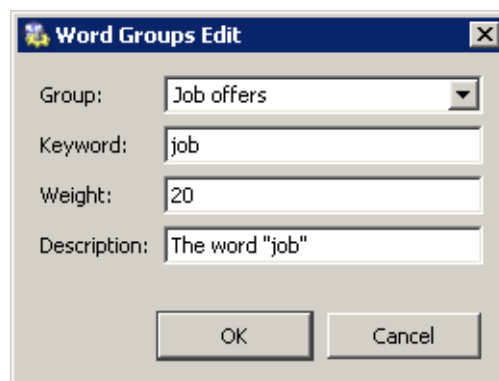 Word Groups Edit
Group: Job offers
Keyword: job
Weight: 20
Description: The word "job"
OK Cancel